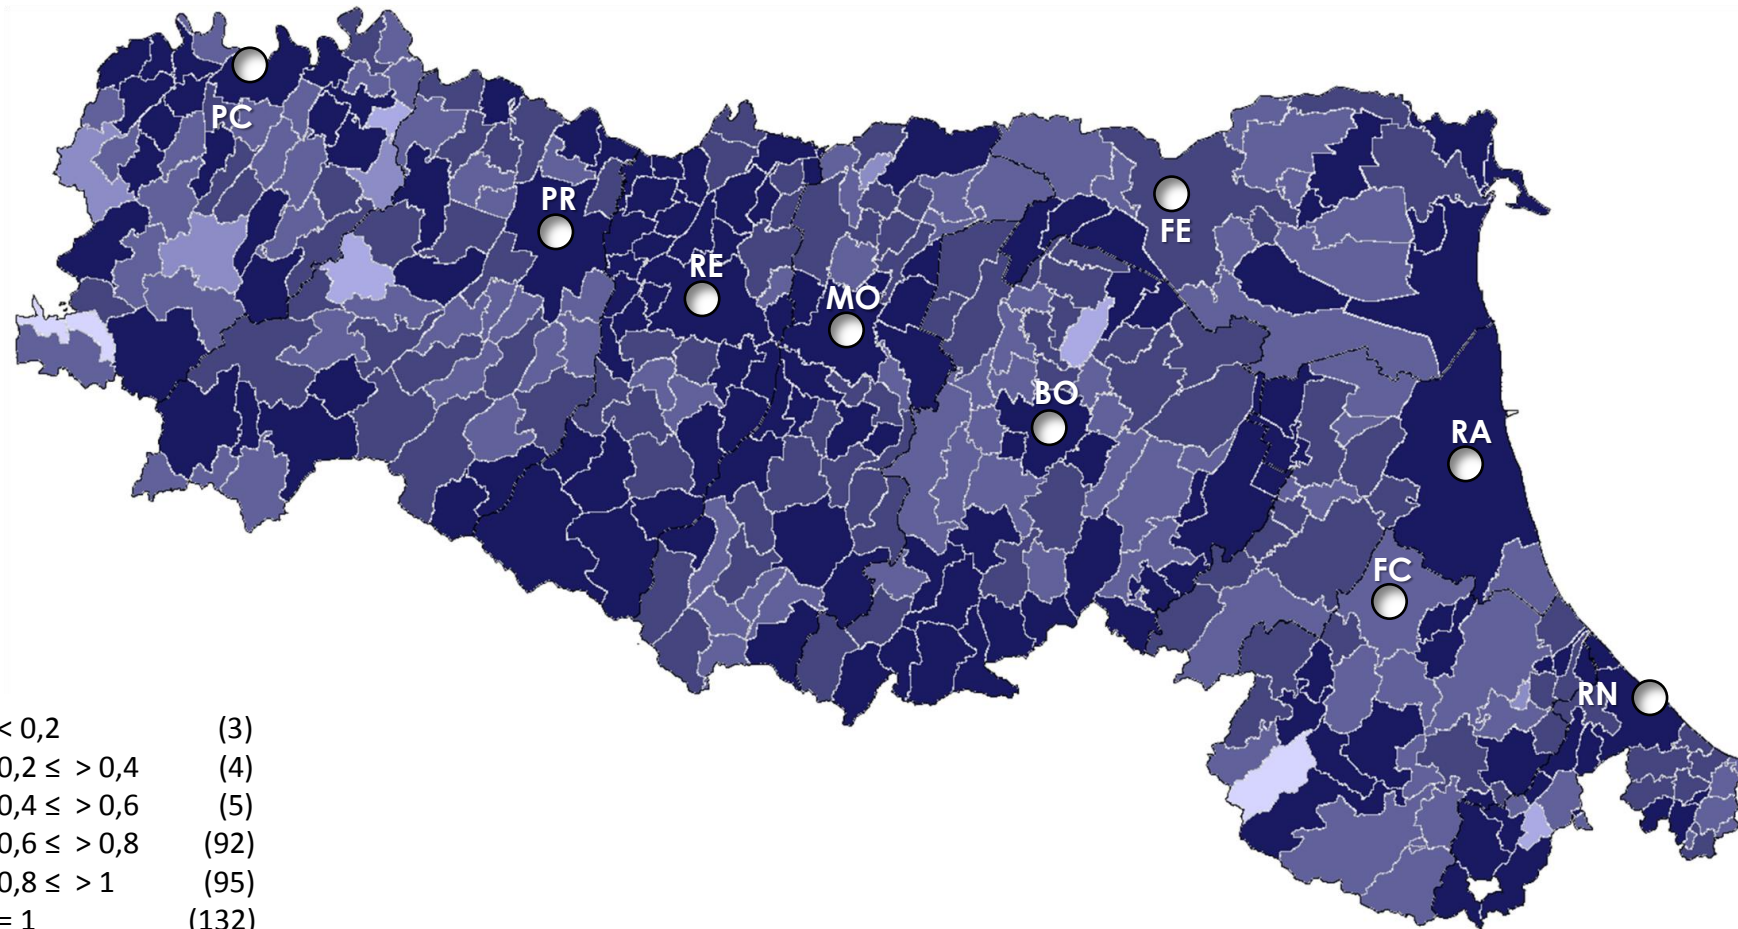 PC
PR
FE
RE
MO
BO
RA
FC
RN
< 0,2 (3)
0,2 ≤ > 0,4 (4)
0,4 ≤ > 0,6 (5)
0,6 ≤ > 0,8 (92)
0,8 ≤ > 1 (95)
= 1 (132)